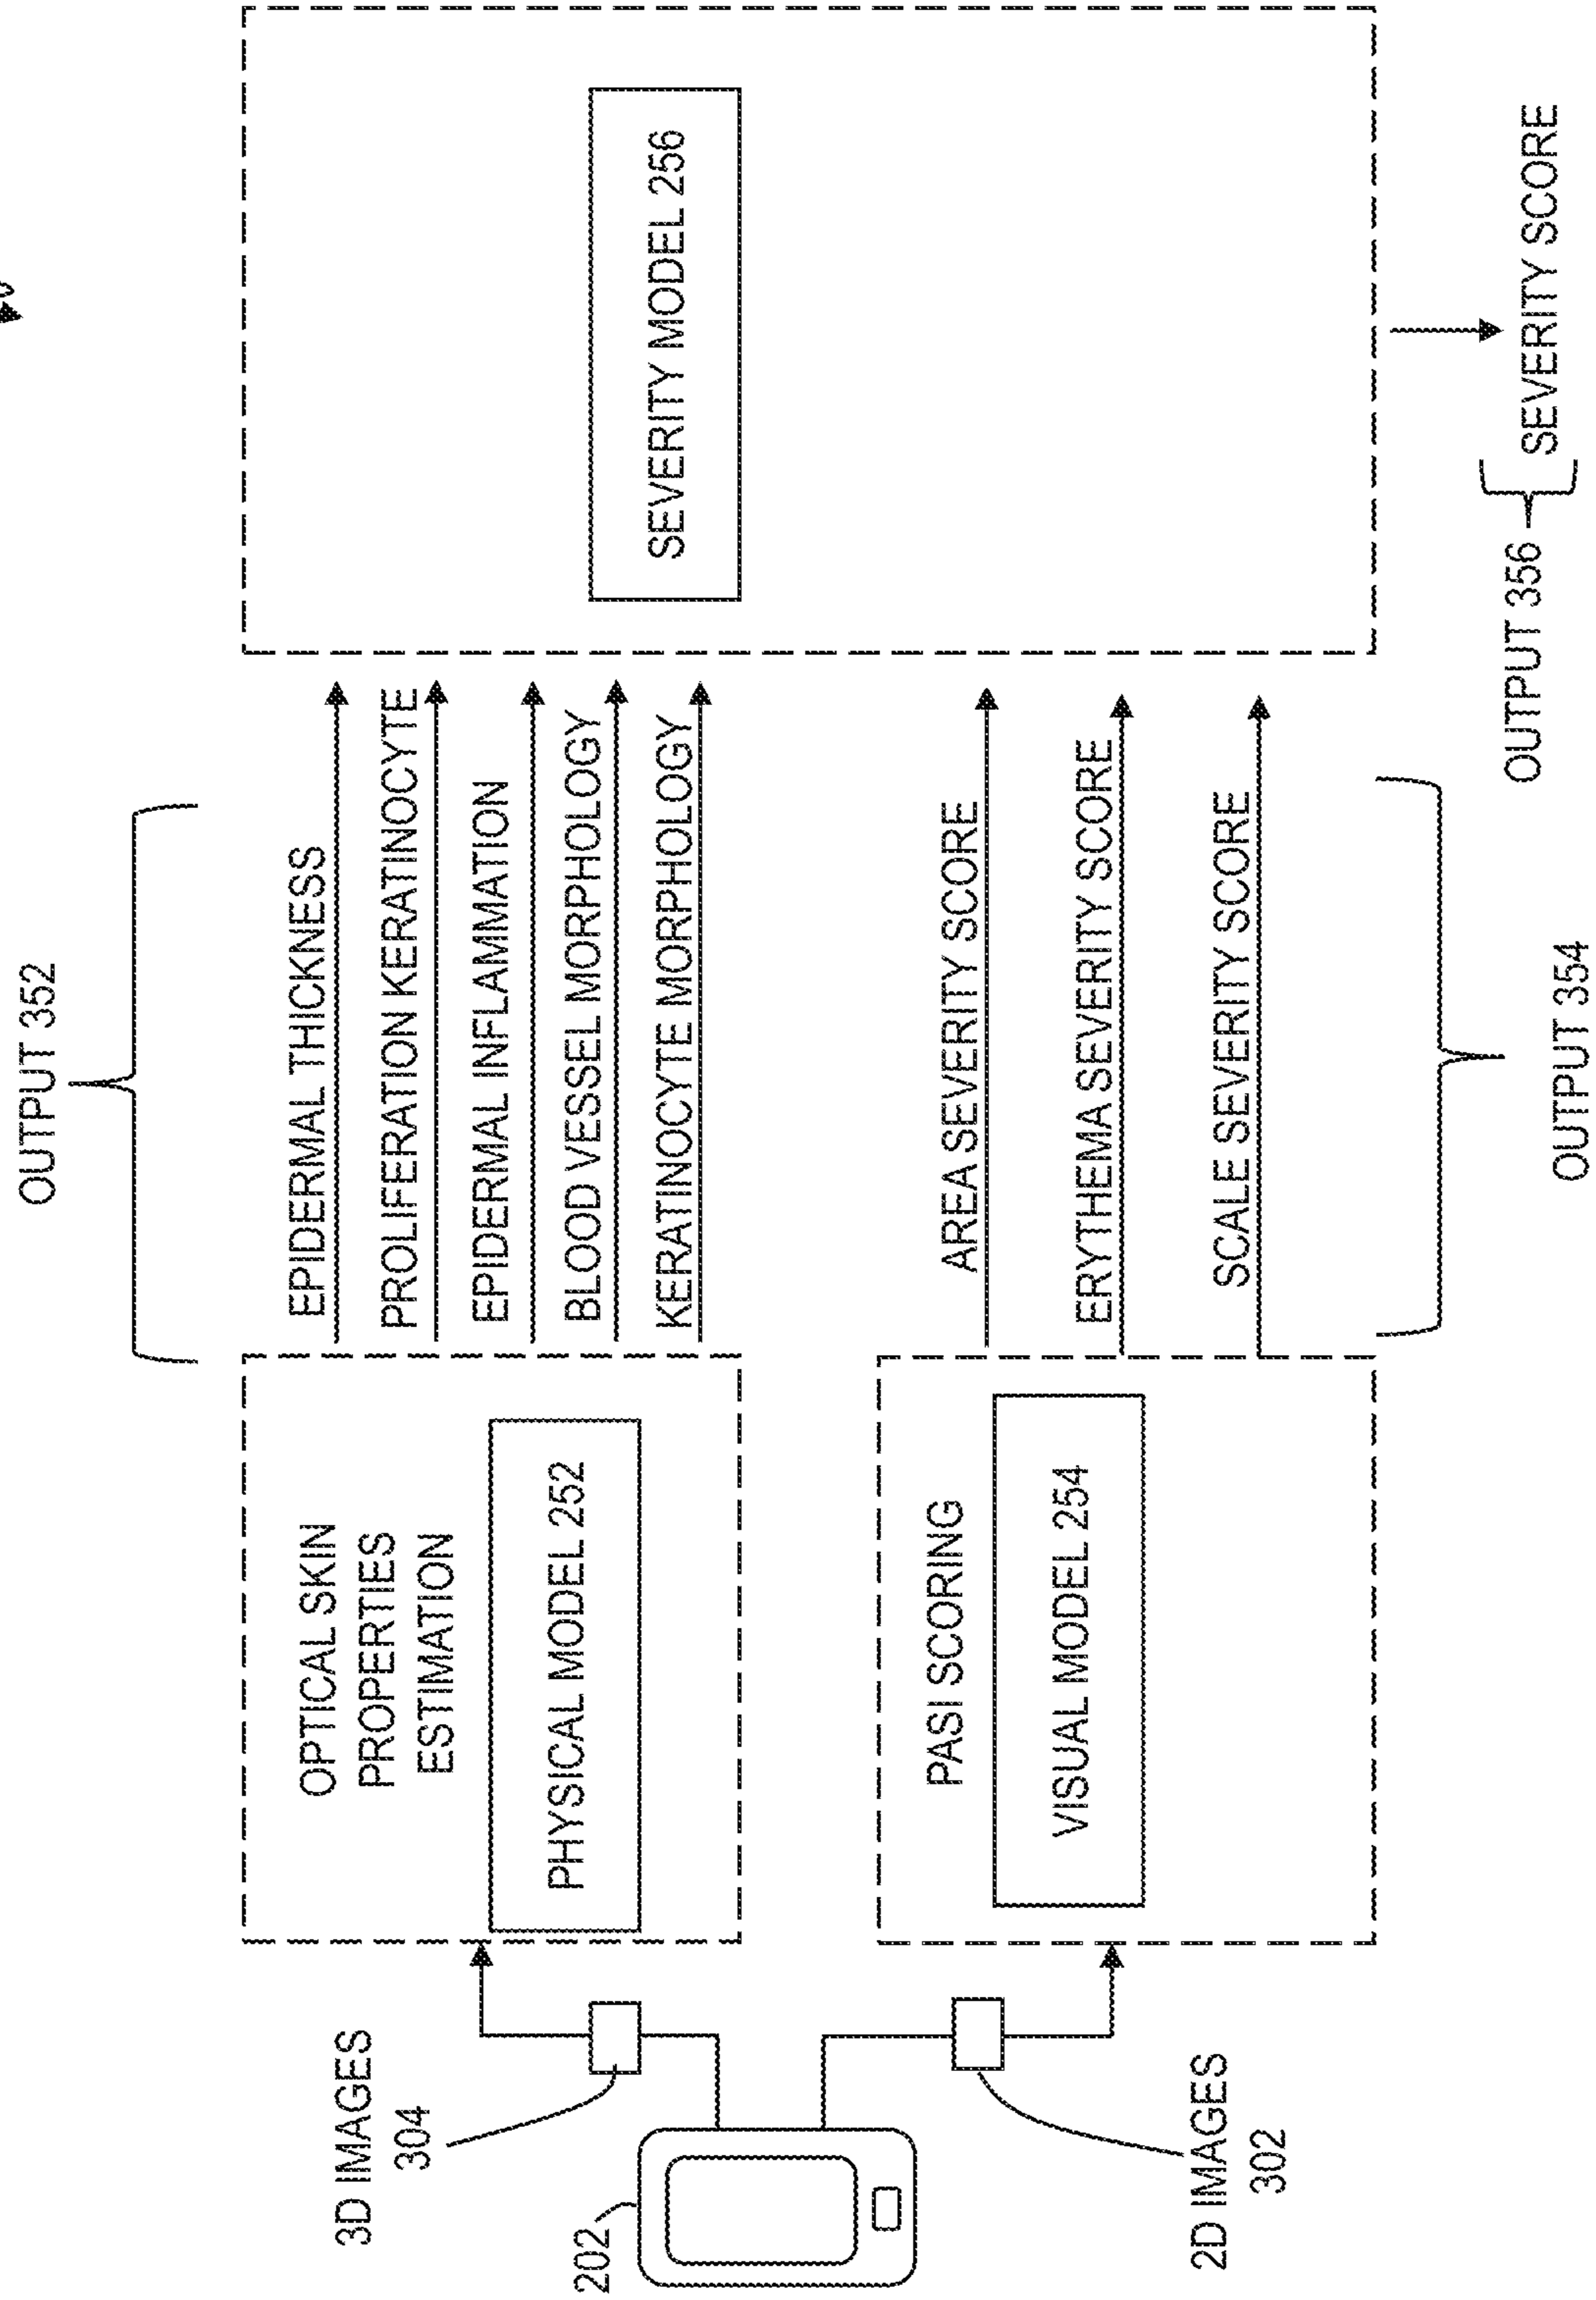 202
3D IMAGES
304
2D IMAGES
302
OPTICAL SKIN
PROPERTIES
ESTIMATION
PHYSICAL MODEL 252
PASI SCORING
VISUAL MODEL 254
OUTPUT 352
EPIDERMAL THICKNESS
PROLIFERATION KERATINOCYTE
EPIDERMAL INFLAMMATION
BLOOD VESSEL MORPHOLOGY
KERATINOCYTE MORPHOLOGY
AREA SEVERITY SCORE
ERYTHEMA SEVERITY SCORE
SCALE SEVERITY SCORE
OUTPUT 354
SEVERITY MODEL 256
OUTPUT 356
SEVERITY SCORE